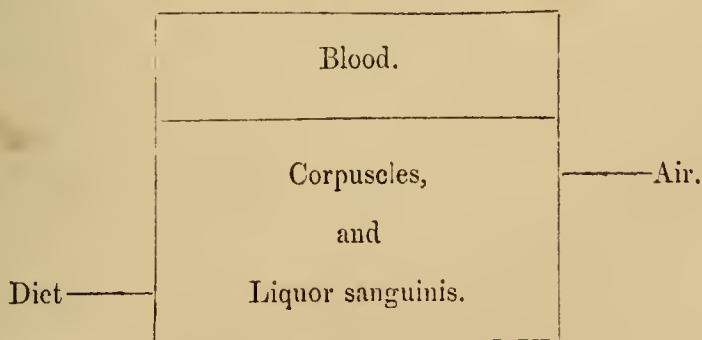 Blood.
Corpuscles, —Air.
and
Diet— Liquor sanguinis.